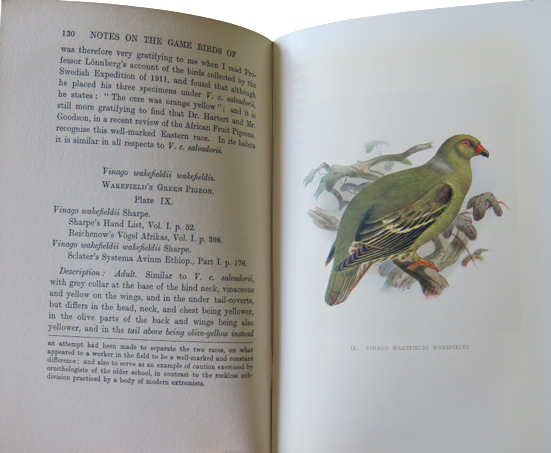 130 NOTES ON THE GAME BIRDS OF
was therefore very gratifying to me when I read Pro-
fessor Lönnberg's account of the birds collected by the
Swedish Expedition of 1911, and found that although
he placed his three specimens under V. c. salvadorii,
he states: "The cere was orange yellow"; and it is
still more gratifying to find that Dr. Hartert and Mr.
Goodson, in a recent review of the African Fruit Pigeons,
recognise this well-marked Eastern race. In its habits
it is similar in all respects to V. c. salvadorii.
Vinago wakefieldii wakefieldii.
WAKEFIELD'S GREEN PIGEON.
Plate IX.
Vinago wakefieldii Sharpe.
Sharpe's Hand List, Vol. I. p. 52.
Reichenow's Vögel Afrikas, Vol. I. p. 398.
Vinago wakefieldii wakefieldii Sharpe.
Sclater's Systema Avium Ethiop., Part I. p. 176.
Description: Adult. Similar to V. c. salvadorii,
with grey collar at the base of the hind neck, vinaceous
and yellow on the wings, and in the under tail-coverts,
but differs in the head, neck, and chest being yellower,
in the olive parts of the back and wings being also
yellower, and in the tail above being olive-yellow instead
an attempt had been made to separate the two races, on what
appeared to a worker in the field to be a well-marked and constant
difference; and also to serve as an example of caution exercised by
ornithologists of the older school, in contrast to the reckless sub-
division practised by a body of modern extremists.
IX. VINAGO WAKEFIELDI WAKEFIELDI